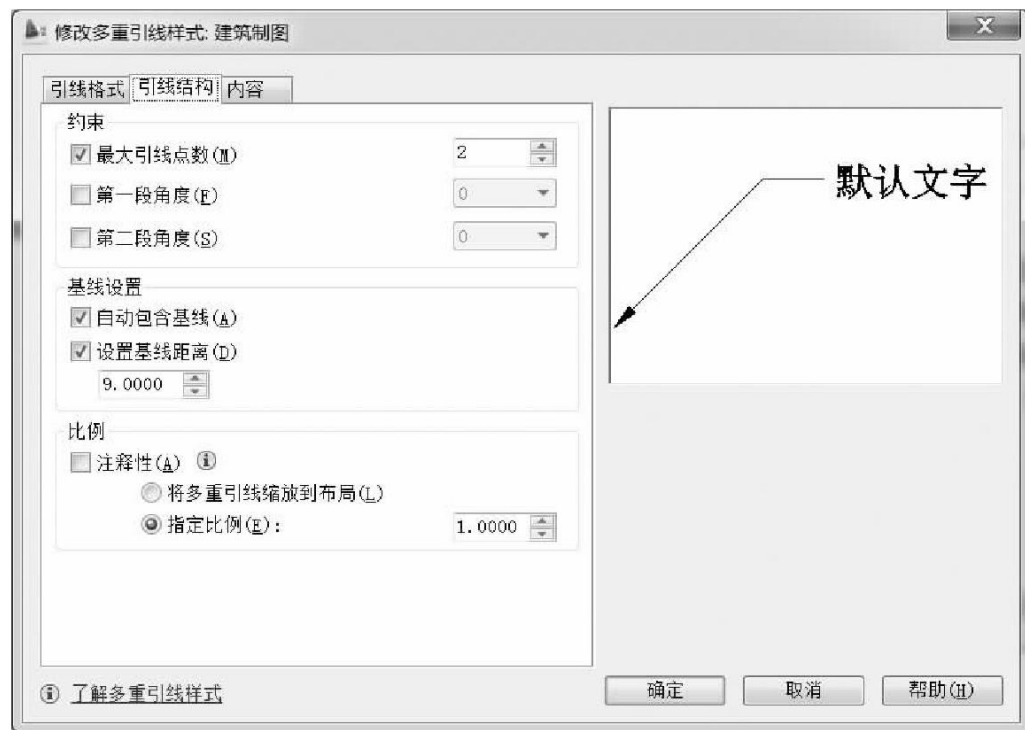 修改多重引线样式: 建筑制图
X
引线格式 引线结构 内容
约束
最大引线点数(M) 2
第一段角度(F) 0
第二段角度(S) 0
默认文字
基线设置
自动包含基线(A)
设置基线距离(D)
9.0000
比例
注释性(A)
将多重引线缩放到布局(L)
指定比例(E): 1.0000
了解多重引线样式
确定 取消 帮助(H)